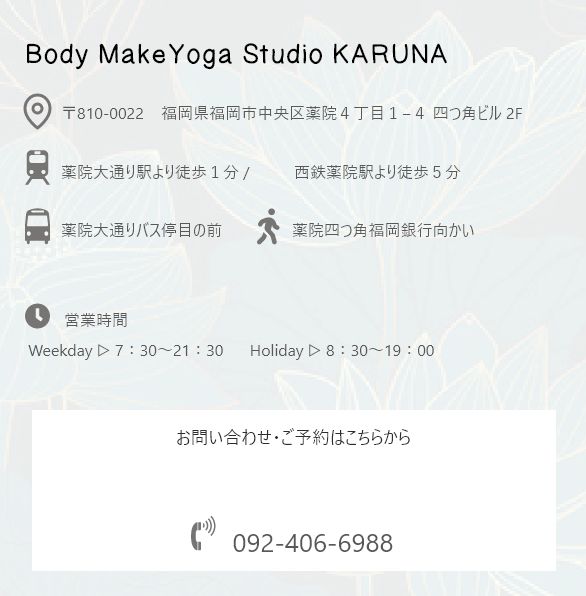 Body MakeYoga Studio KARUNA
〒810-0022 福岡県福岡市中央区薬院４丁目１−４ 四つ角ビル 2F
薬院大通り駅より徒歩１分 / 西鉄薬院駅より徒歩５分
薬院大通りバス停目の前 薬院四つ角福岡銀行向かい
営業時間
Weekday ▷ 7：30～21：30 Holiday ▷ 8：30～19：00
お問い合わせ・ご予約はこちらから
092-406-6988